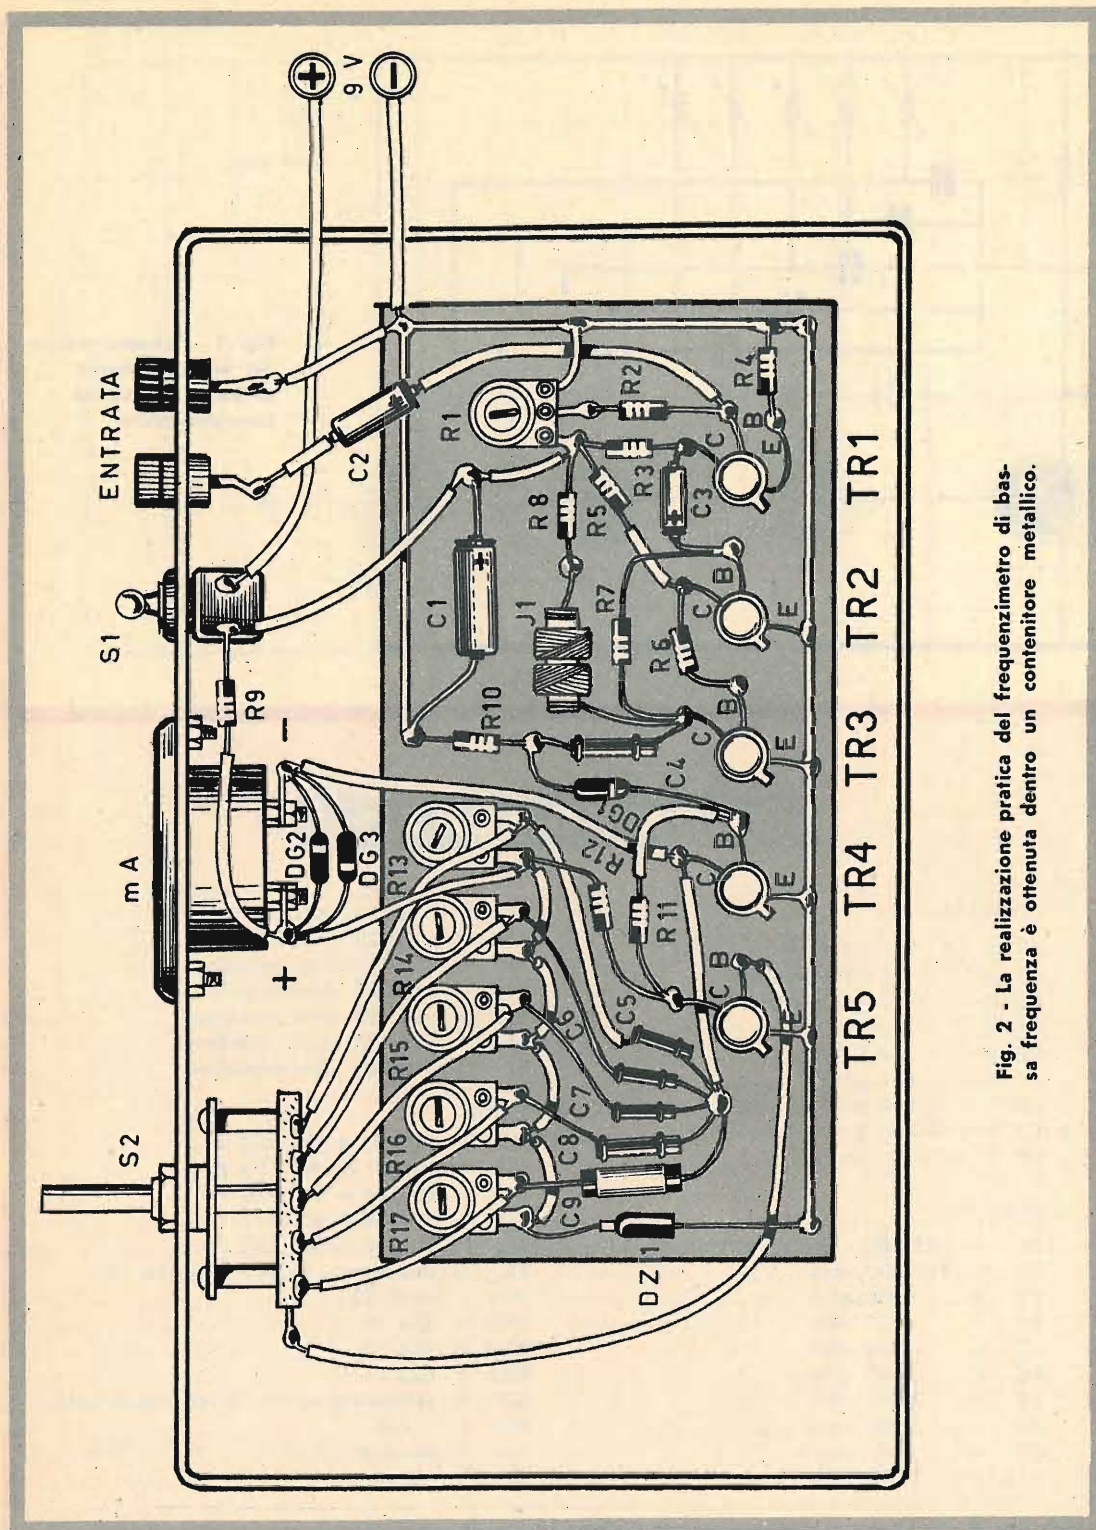 S2
mA
S1
ENTRATA
+
9 V
-
+
-
R9
DG2
DG3
C2
R17
R16
R15
R14
R13
R10
C1
R1
J1
R8
R5
R3
R2
R4
C3
R7
R6
C4
DG1
R12
R11
C5
C6
C7
C8
C9
DZ1
C
B
E
C
B
E
C
B
E
C
B
E
C
B
E
TR5
TR4
TR3
TR2
TR1
Fig. 2 - La realizzazione pratica del frequenzimetro di bas-
sa frequenza è ottenuta dentro un contenitore metallico.